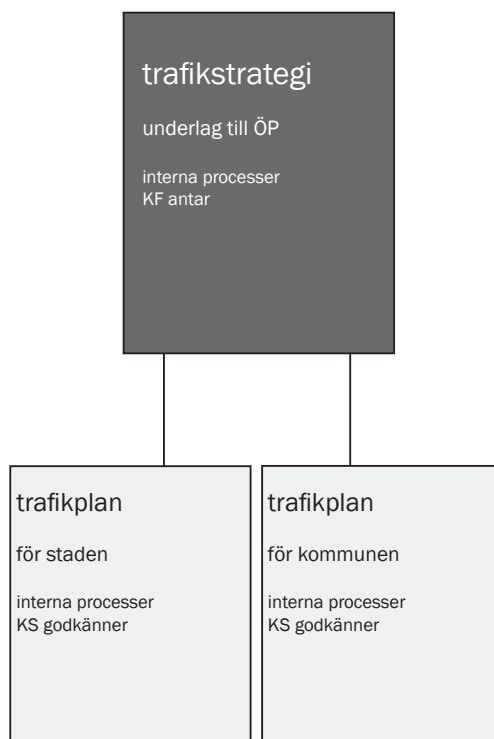 trafikstrategi
underlag till ÖP
interna processer
KF antar
trafikplan
för staden
interna processer
KS godkänner
trafikplan
för kommunen
interna processer
KS godkänner